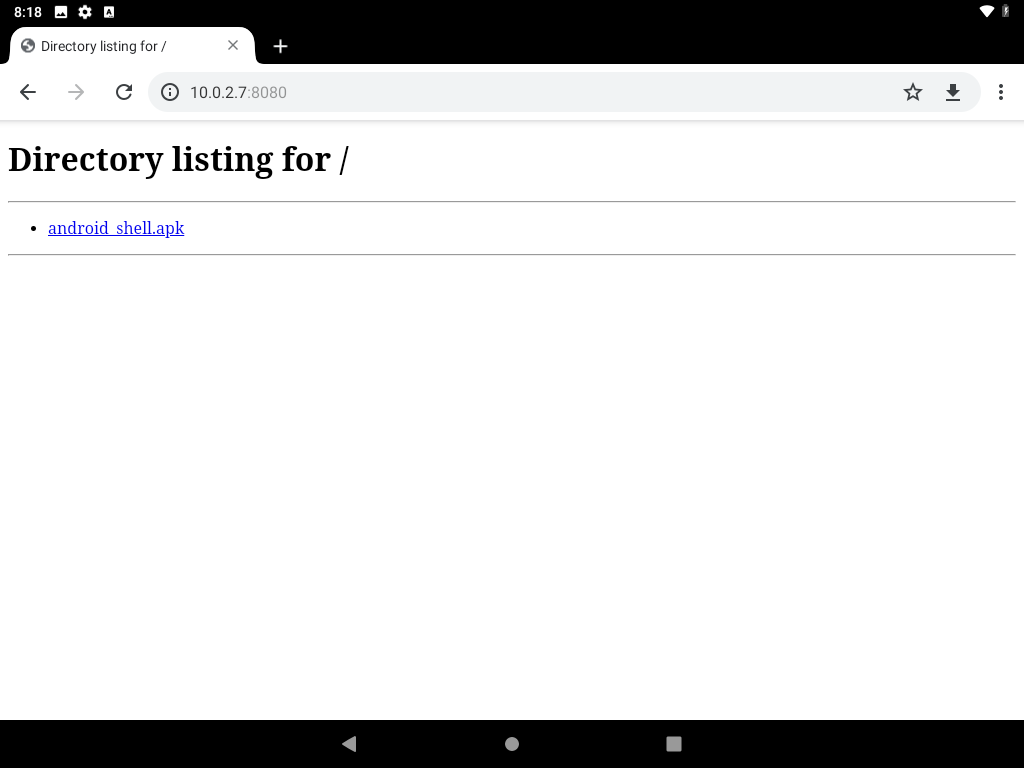 8:18
Directory listing for /
10.0.2.7:8080
Directory listing for /
android_shell.apk